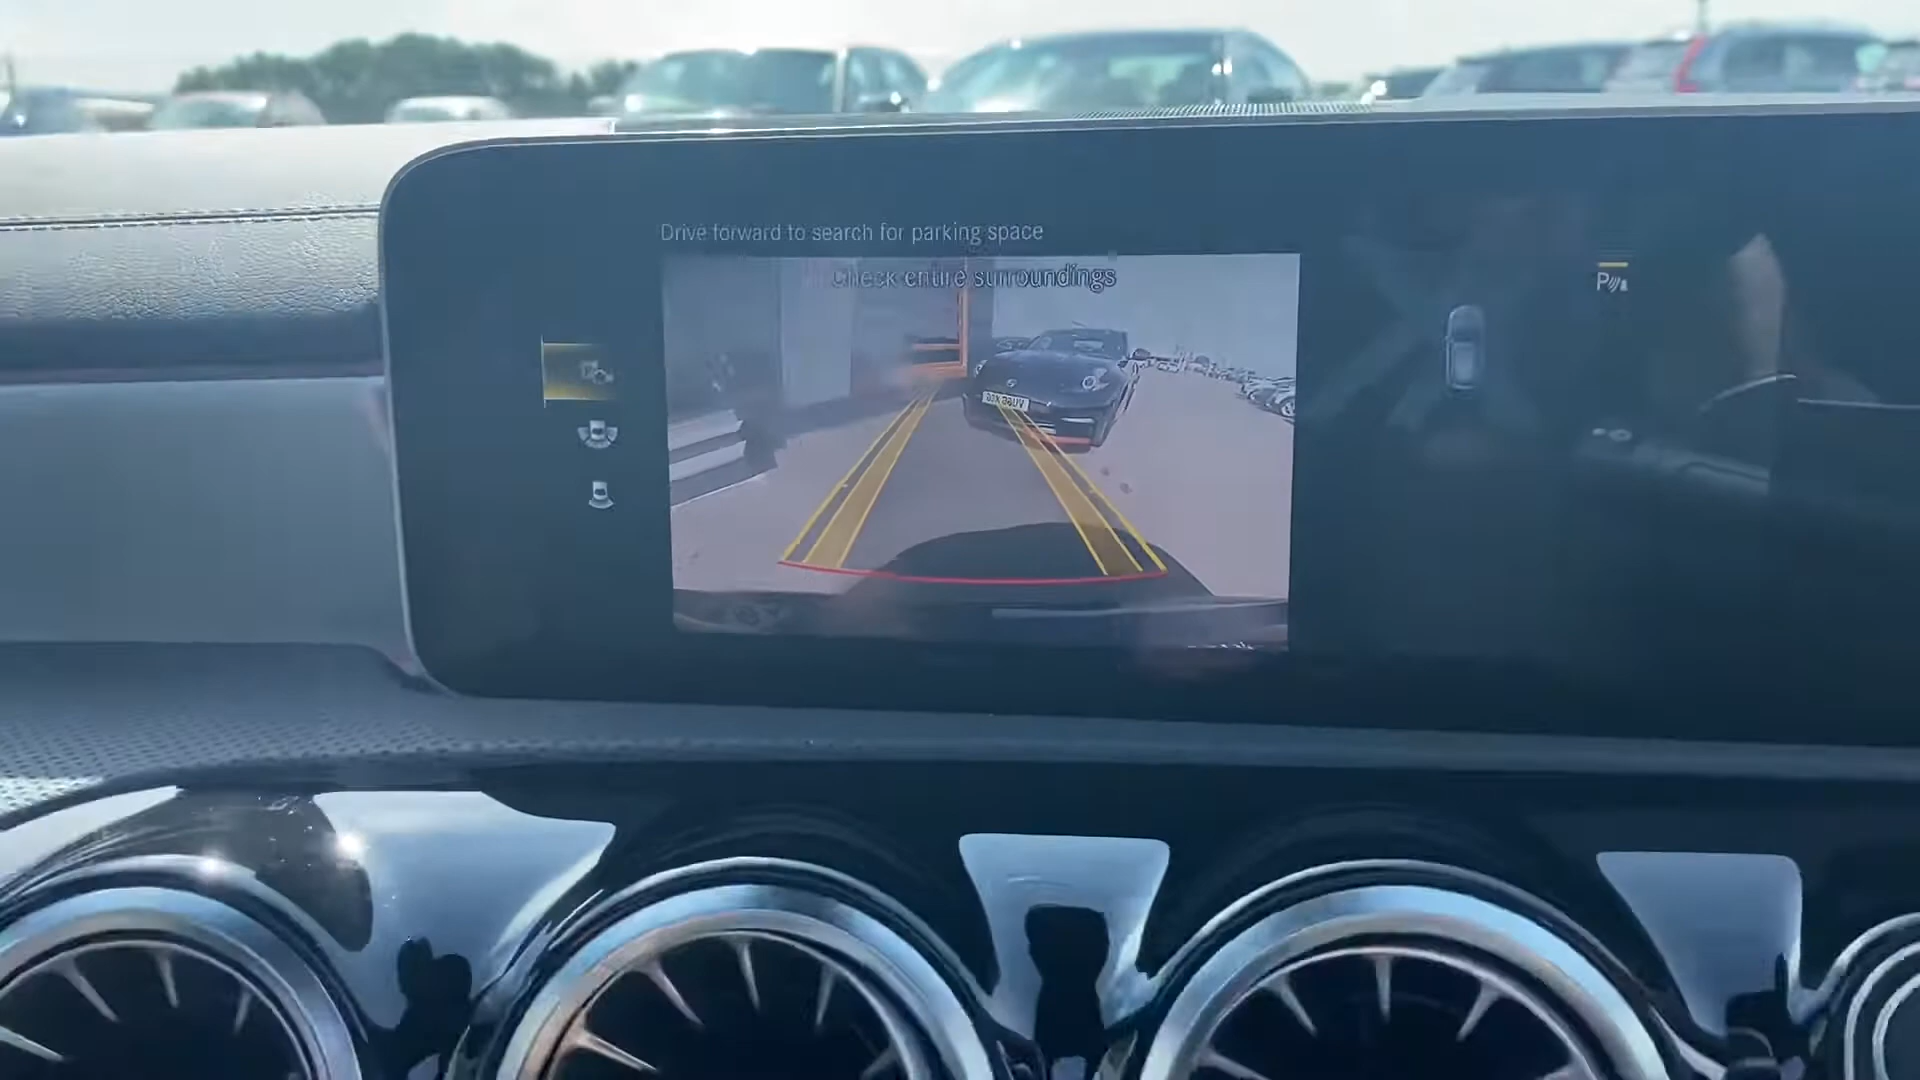 Drive forward to search for parking space
Check entire surroundings
P